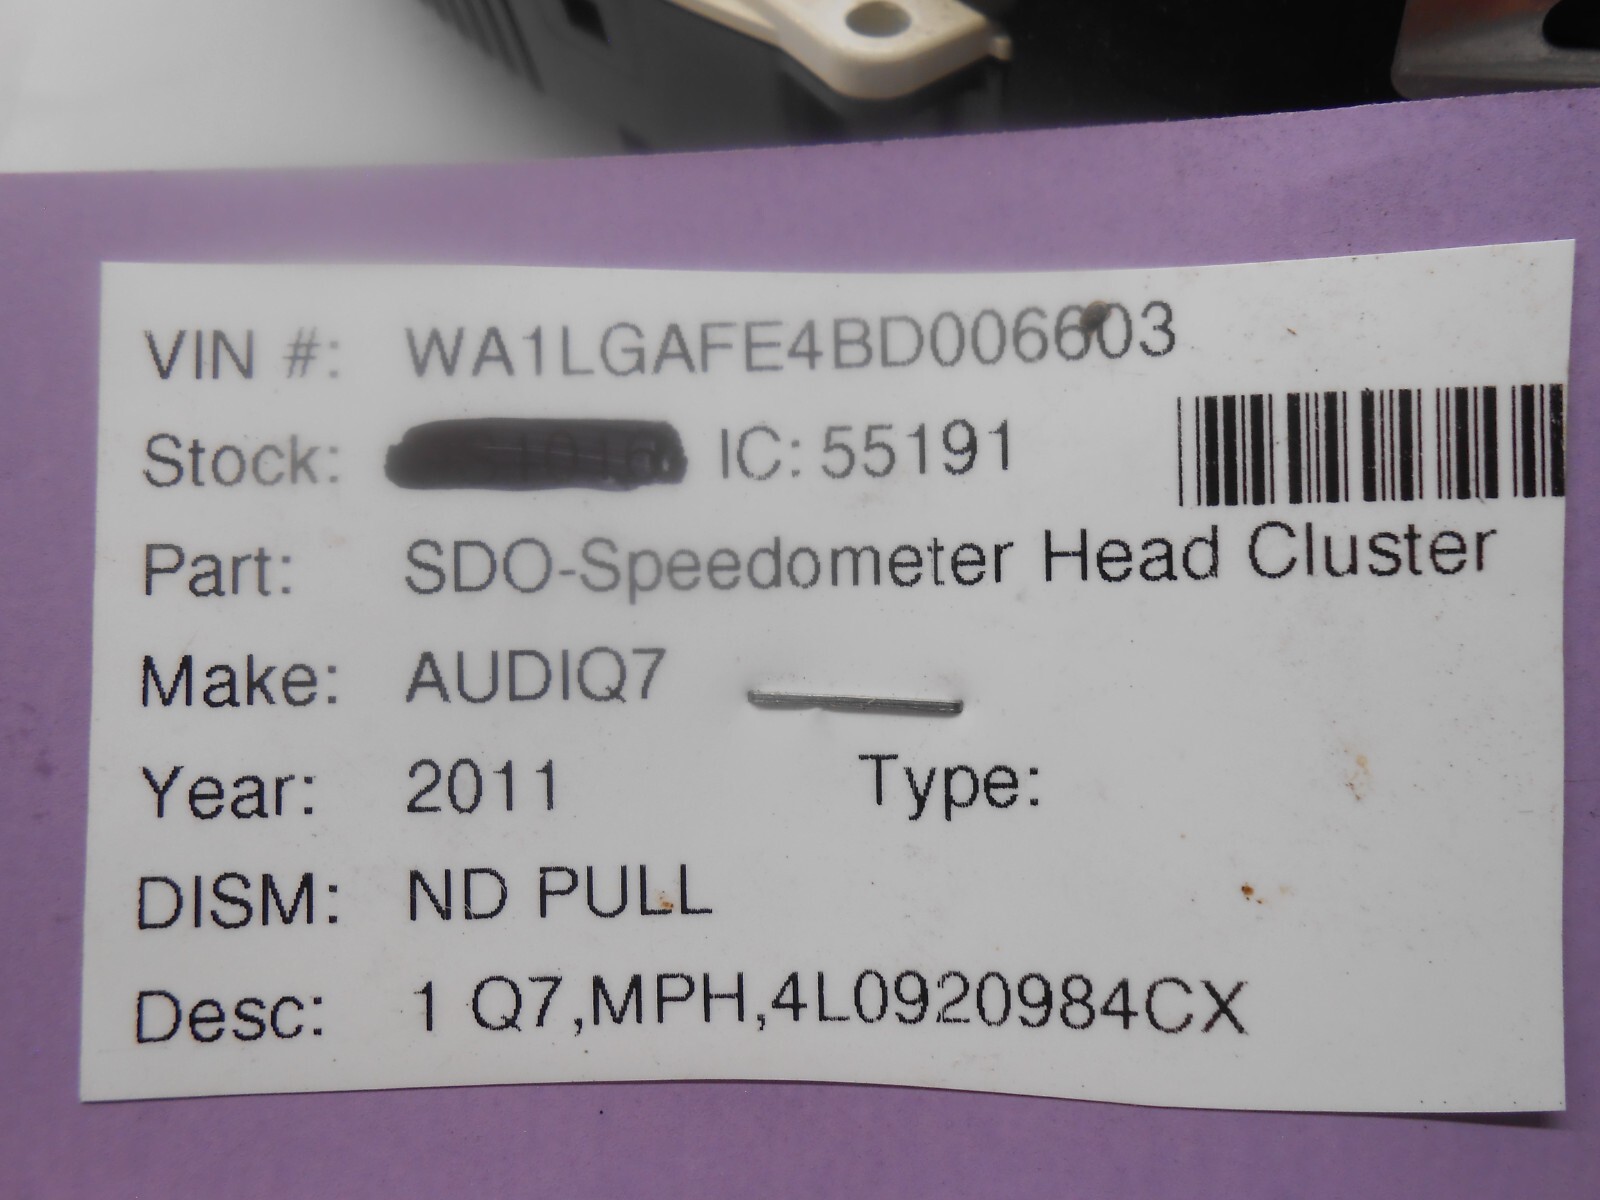 VIN #: WA1LGAFE4BD006603
Stock: IC: 55191
Part: SDO-Speedometer Head Cluster
Make: AUDIQ7
Year: 2011 Type:
DISM: ND PULL
Desc: 1 Q7,MPH,4L0920984CX